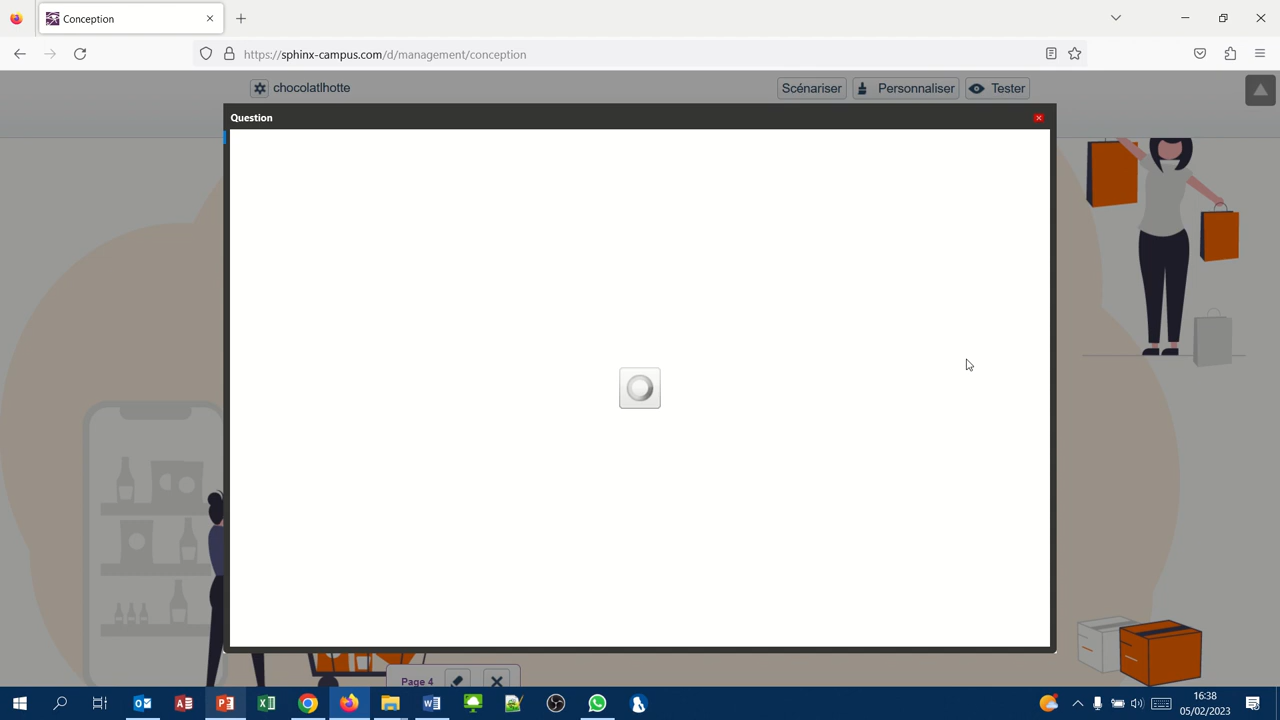 Conception
https://sphinx-campus.com/d/management/conception
chocolatlhotte
Scénariser
Personnaliser
Tester
Question
Page 4
16:38
05/02/2023